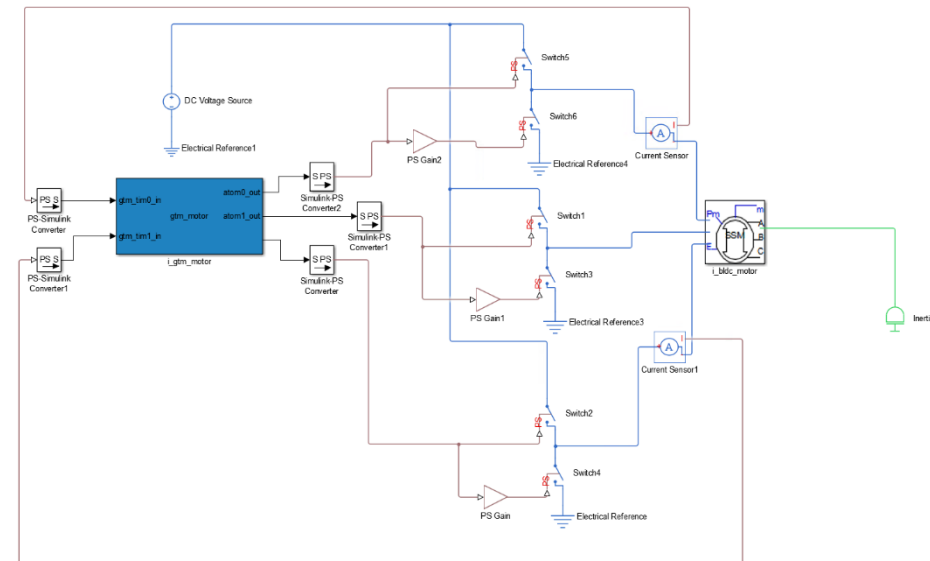 PS
Switch5
DC Voltage Source
PS
Switch6
I
A
Current Sensor
PS Gain2
Electrical Reference1
Electrical Reference4
PS S
PS-Simulink
Converter
gtm_tim0_in
atom0_out
gtm_motor
atom1_out
gtm_tim1_in
i_gtm_motor
S PS
Simulink-PS
Converter2
S PS
Simulink-PS
Converter1
PS
Switch1
Pm
m
A
SSM
B
E
C
i_bldc_motor
PS S
PS-Simulink
Converter1
S PS
Simulink-PS
Converter
PS
Switch3
PS Gain1
Electrical Reference3
Inerti
I
A
Current Sensor1
PS
Switch2
PS
Switch4
PS Gain
Electrical Reference